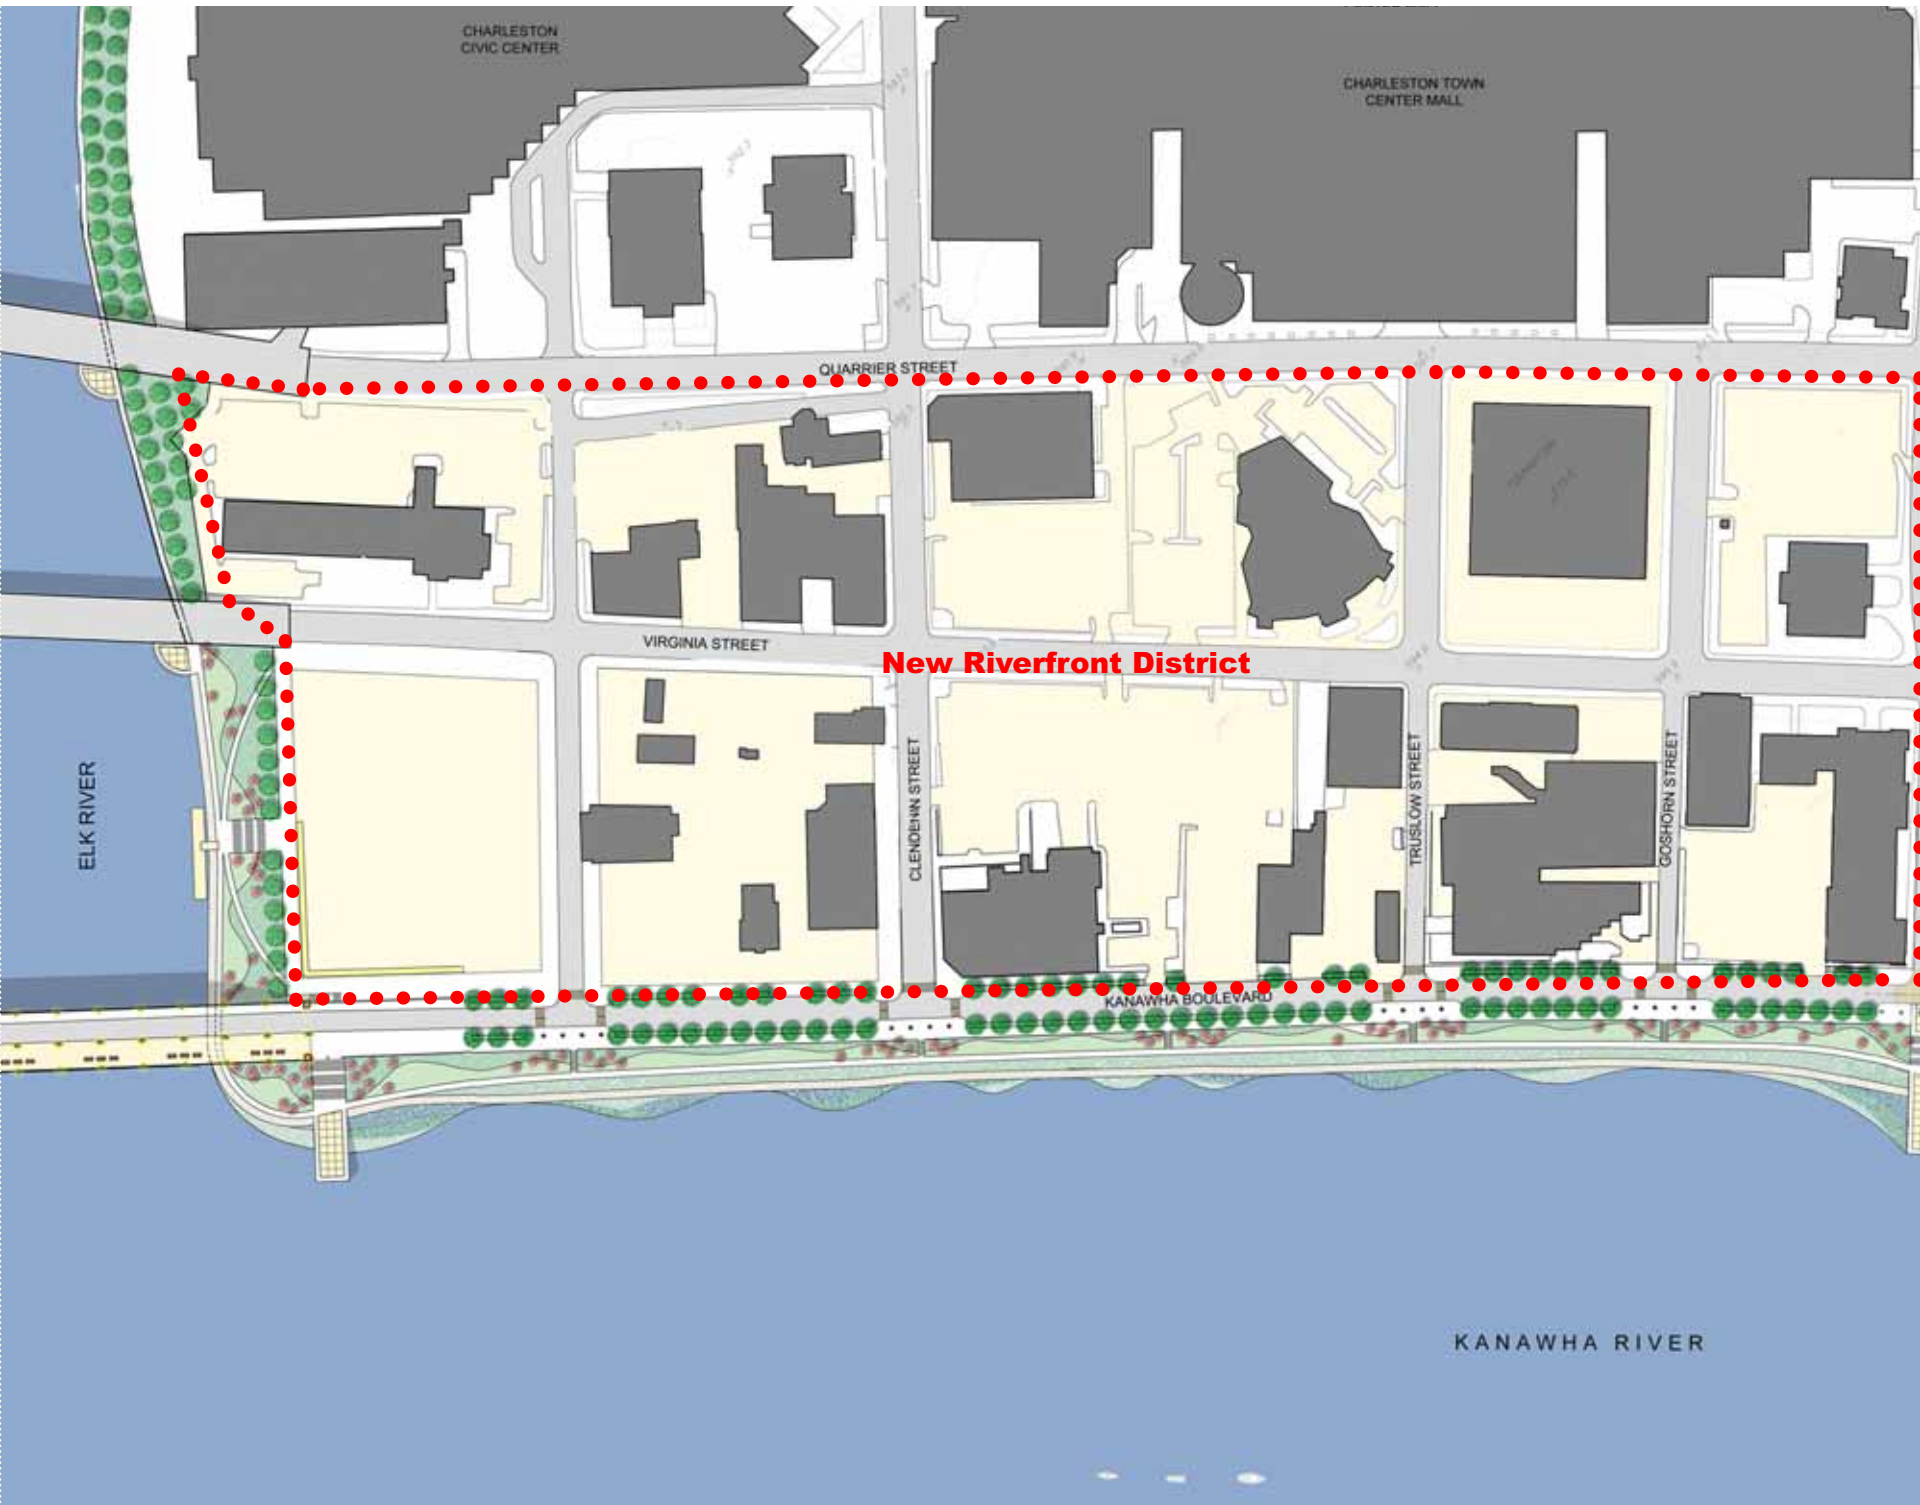 CHARLESTON
CIVIC CENTER
CHARLESTON TOWN
CENTER MALL
QUARRIER STREET
VIRGINIA STREET
New Riverfront District
ELK RIVER
CLENDENIN STREET
TRUSLOW STREET
GOSHORN STREET
KANAWHA BOULEVARD
KANAWHA RIVER